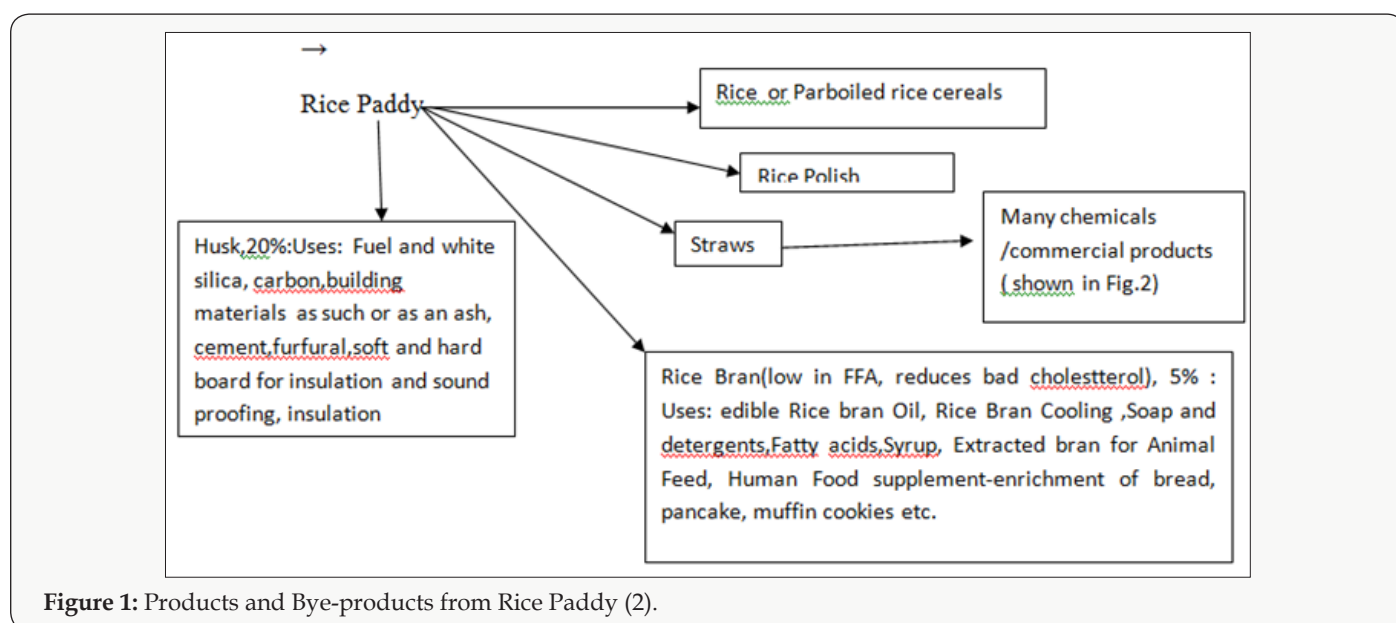 →
Rice Paddy
Rice or Parboiled rice cereals
Rice Polish
Straws
Many chemicals
/commercial products
( shown in Fig.2)
Husk,20%:Uses: Fuel and white
silica, carbon,building
materials as such or as an ash,
cement,furfural,soft and hard
board for insulation and sound
proofing, insulation
Rice Bran(low in FFA, reduces bad cholestterol), 5% :
Uses: edible Rice bran Oil, Rice Bran Cooling ,Soap and
detergents,Fatty acids,Syrup, Extracted bran for Animal
Feed, Human Food supplement-enrichment of bread,
pancake, muffin cookies etc.
Figure 1: Products and Bye-products from Rice Paddy (2).